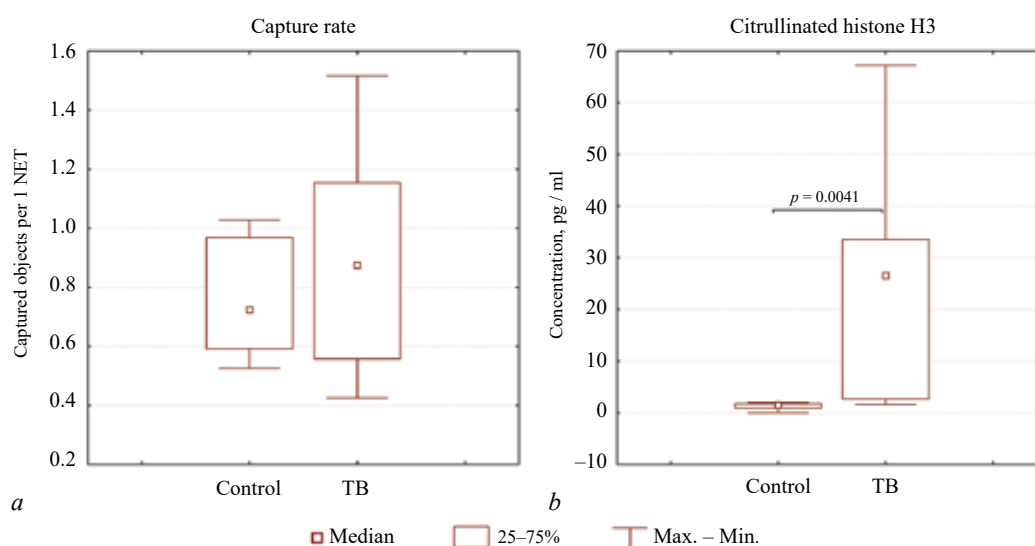 Capture rate
Captured objects per 1 NET
1.6
1.4
1.2
1.0
0.8
0.6
0.4
0.2
Control TB
a
Citrullinated histone H3
Concentration, pg / ml
70
60
50
40
30
20
10
0
–10
p = 0.0041
Control TB
b
Median 25–75% Max. – Min.